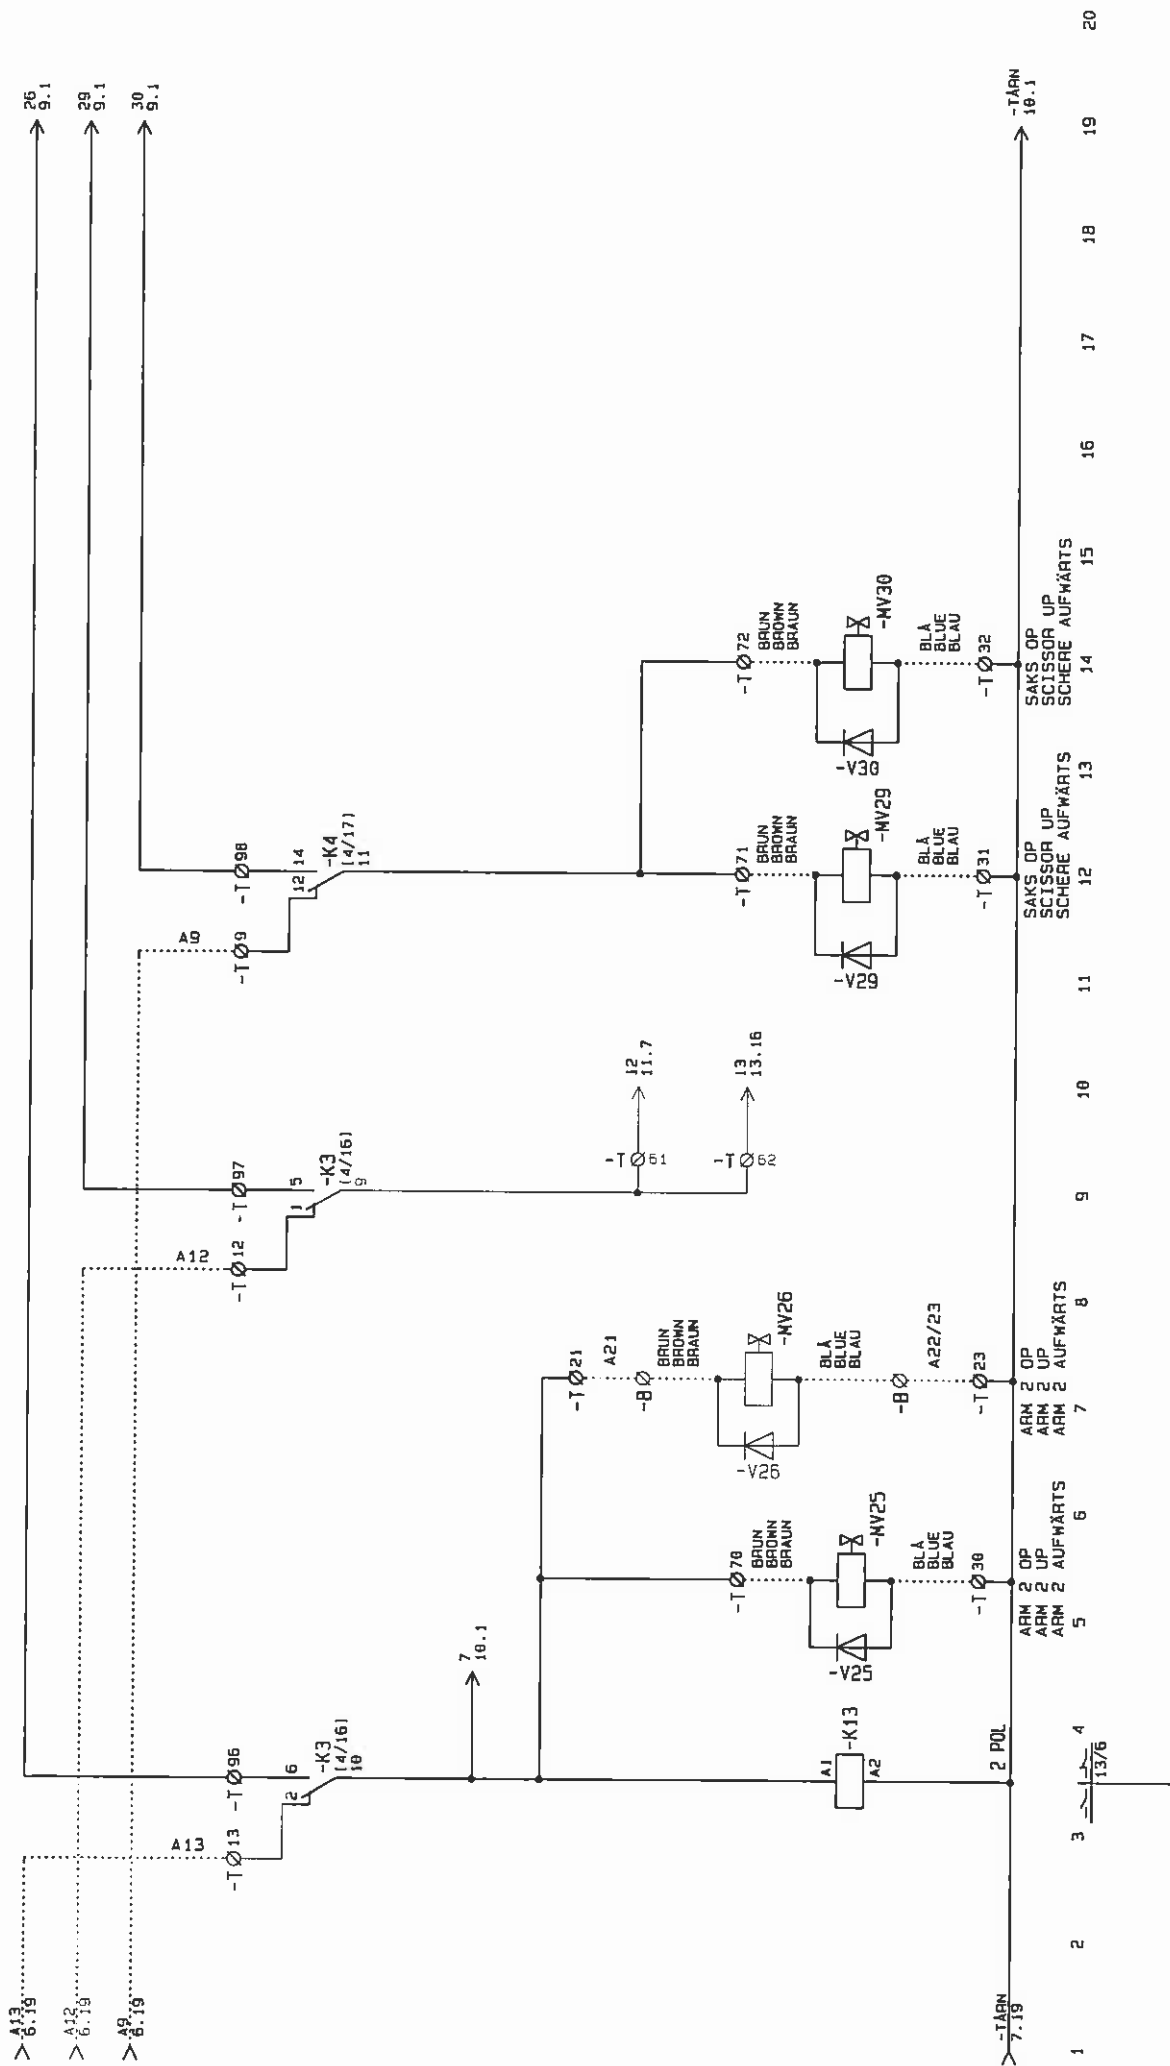 A13
6.19
A12
6.19
A9
6.19
26
9.1
29
9.1
30
9.1
A13
-T 13
-T 96
2 6
-K3
[4/16]
10
7
10.1
A12
-T 12
-T 97
1 5
-K3
[4/16]
9
-T 61
12
11.7
-T 62
13
13.16
A9
-T 9
-T 98
12 14
-K4
[4/17]
11
-T 21
A21
-B
BRUN
BROWN
BRAUN
-V26
-MV26
BLÅ
BLUE
BLAU
-B
A22/23
-T 23
-T 70
BRUN
BROWN
BRAUN
-V25
-MV25
BLÅ
BLUE
BLAU
-T 30
A1
-K13
A2
2 POL
-T 71
BRUN
BROWN
BRAUN
-V29
-MV29
BLÅ
BLUE
BLAU
-T 31
-T 72
BRUN
BROWN
BRAUN
-V30
-MV30
BLÅ
BLUE
BLAU
-T 32
-TÅRN
7.19
-TÅRN
10.1
ARM 2 OP
ARM 2 UP
ARM 2 AUFWÄRTS
ARM 2 OP
ARM 2 UP
ARM 2 AUFWÄRTS
SAKS OP
SCISSOR UP
SCHERE AUFWÄRTS
SAKS OP
SCISSOR UP
SCHERE AUFWÄRTS
1 2 3 4 5 6 7 8 9 10 11 12 13 14 15 16 17 18 19 20
13/6